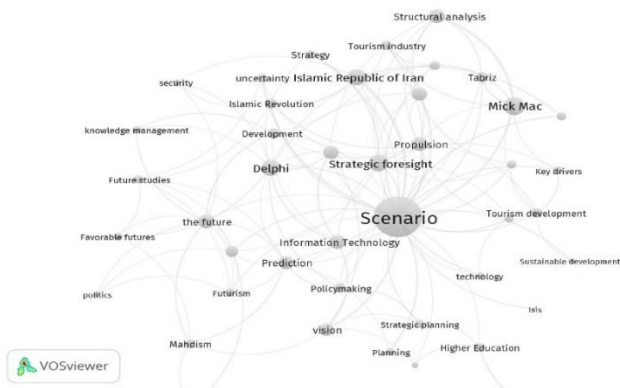 Structural analysis
Tourism industry
Strategy
security
uncertainty
Islamic Republic of Iran
Tabriz
Islamic Revolution
Mick Mac
knowledge management
Development
Propulsion
Delphi
Strategic foresight
Key drivers
Future studies
Scenario
the future
Tourism development
Favorable futures
Information Technology
Prediction
Sustainable development
technology
politics
Futurism
Policymaking
Isis
vision
Strategic planning
Mahdism
Planning
Higher Education
VOSviewer